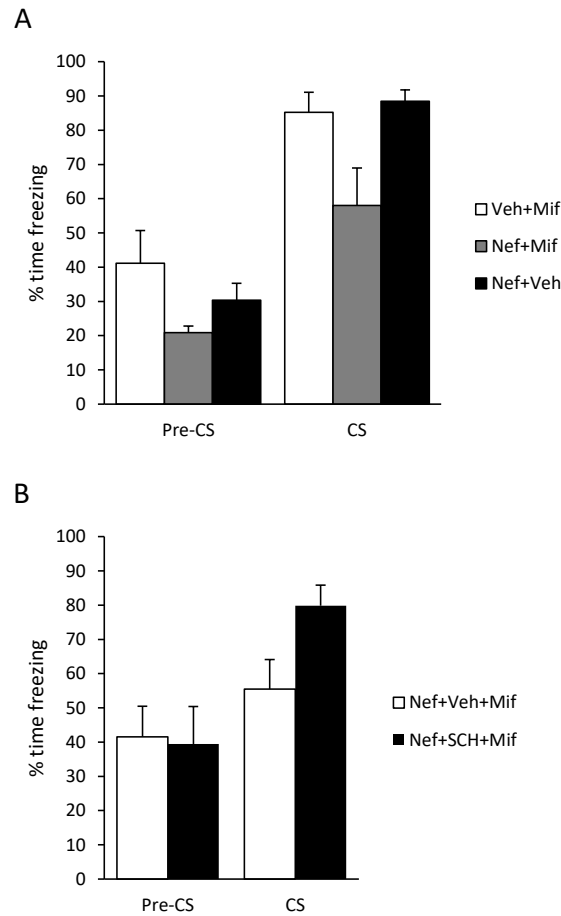 A
100
90
80
70
60
50
40
30
20
10
0
% time freezing
Pre-CS
CS
Veh+Mif
Nef+Mif
Nef+Veh
B
100
90
80
70
60
50
40
30
20
10
0
% time freezing
Pre-CS
CS
Nef+Veh+Mif
Nef+SCH+Mif